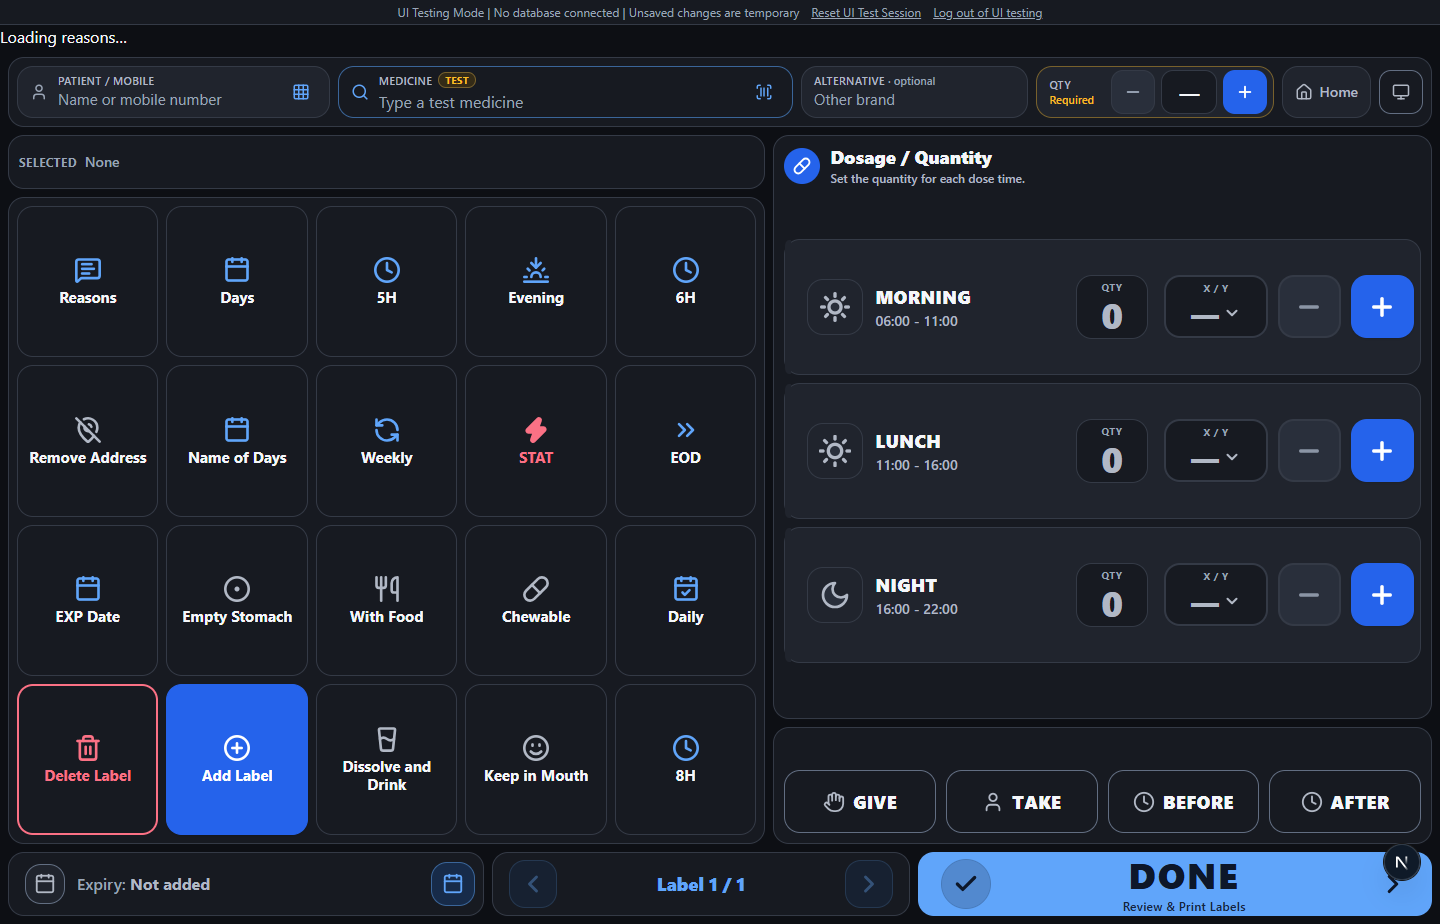 UI Testing Mode | No database connected | Unsaved changes are temporary Reset UI Test Session Log out of UI testing
Loading reasons...
PATIENT / MOBILE
Name or mobile number
MEDICINE TEST
Type a test medicine
ALTERNATIVE · optional
Other brand
QTY
Required
— 
Home
SELECTED None
Reasons
Days
5H
Evening
6H
Remove Address
Name of Days
Weekly
STAT
EOD
EXP Date
Empty Stomach
With Food
Chewable
Daily
Delete Label
Add Label
Dissolve and
Drink
Keep in Mouth
8H
Dosage / Quantity
Set the quantity for each dose time.
MORNING
06:00 - 11:00
QTY
0
X / Y
—
LUNCH
11:00 - 16:00
QTY
0
X / Y
—
NIGHT
16:00 - 22:00
QTY
0
X / Y
—
GIVE
TAKE
BEFORE
AFTER
Expiry: Not added
Label 1 / 1
DONE
Review & Print Labels
N